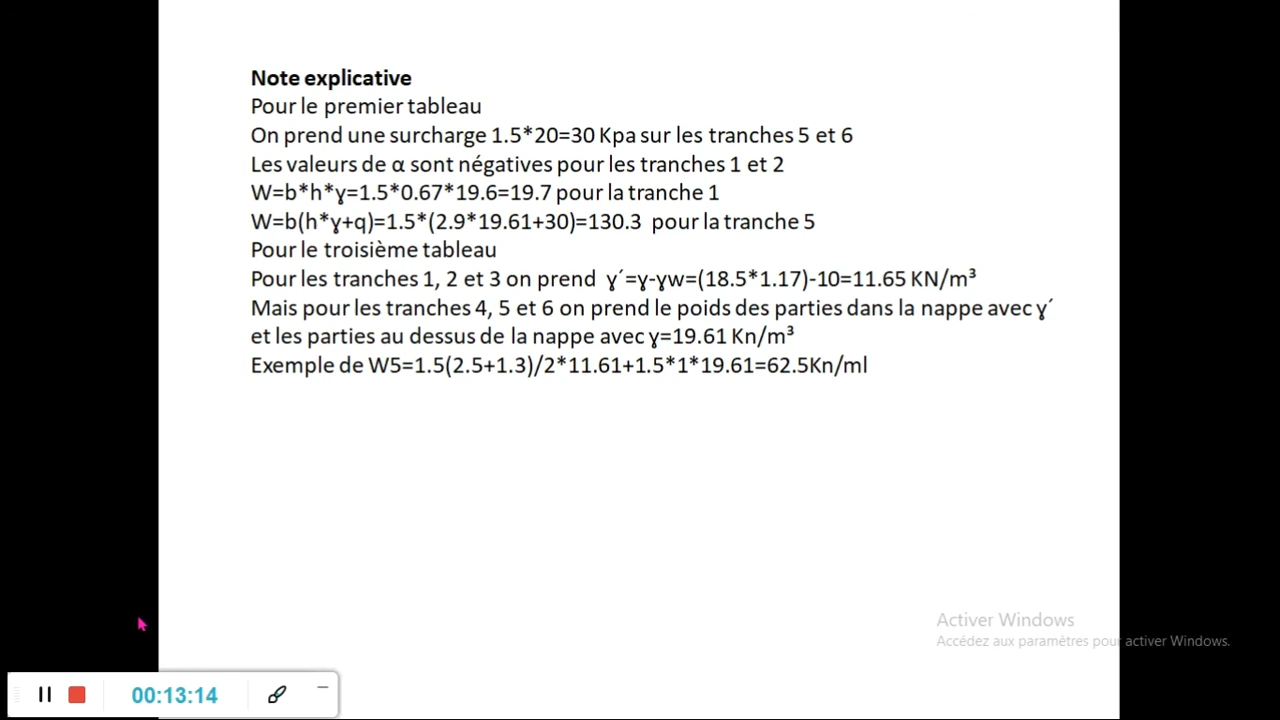 Note explicative
Pour le premier tableau
On prend une surcharge 1.5*20=30 Kpa sur les tranches 5 et 6
Les valeurs de α sont négatives pour les tranches 1 et 2
W=b*h*ɣ=1.5*0.67*19.6=19.7 pour la tranche 1
W=b(h*ɣ+q)=1.5*(2.9*19.61+30)=130.3 pour la tranche 5
Pour le troisième tableau
Pour les tranches 1, 2 et 3 on prend ɣ´=ɣ-ɣw=(18.5*1.17)-10=11.65 KN/m³
Mais pour les tranches 4, 5 et 6 on prend le poids des parties dans la nappe avec ɣ´
et les parties au dessus de la nappe avec ɣ=19.61 Kn/m³
Exemple de W5=1.5(2.5+1.3)/2*11.61+1.5*1*19.61=62.5Kn/ml
Activer Windows
Accédez aux paramètres pour activer Windows.
00:13:14